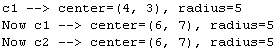 c1 --> center=(4, 3), radius=5
Now c1 --> center=(6, 7), radius=5
Now c2 --> center=(6, 7), radius=5